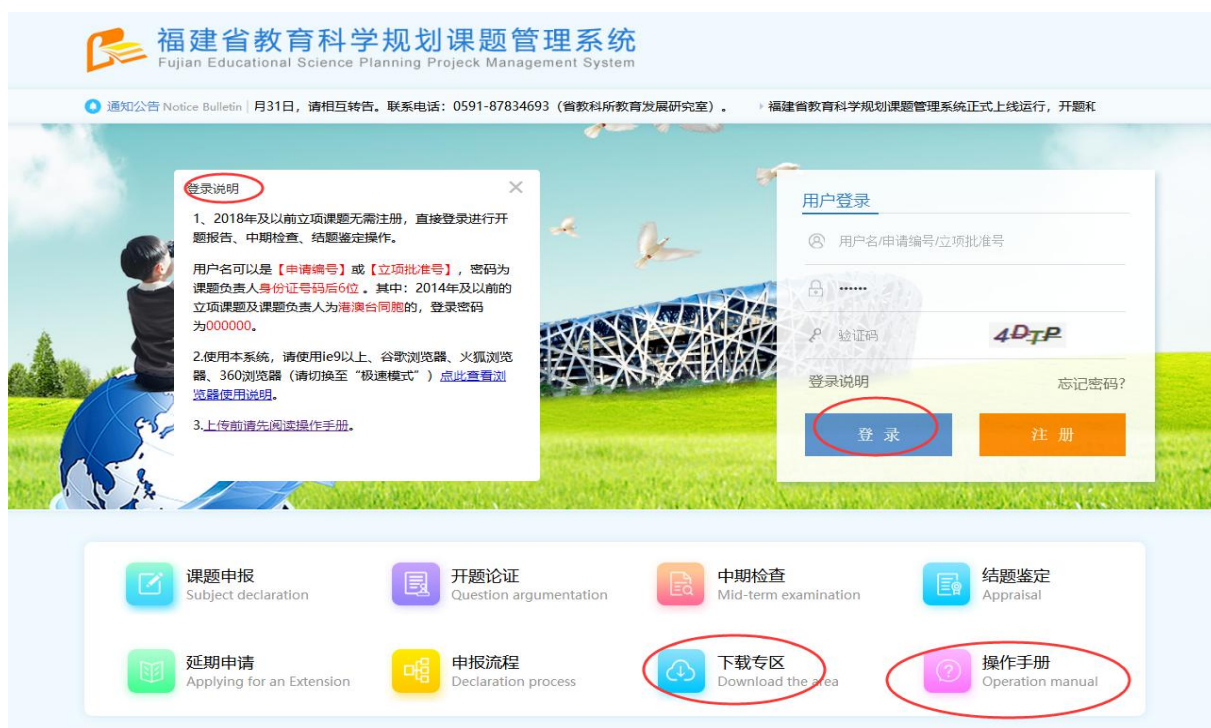 福建省教育科学规划课题管理系统
Fujian Educational Science Planning Projeck Management System
通知公告 Notice Bulletin 月31日，请相互转告。联系电话：0591-87834693（省教科所教育发展研究室）. 福建省教育科学规划课题管理系统正式上线运行，开题和
登录说明
1、2018年及以前立项课题无需注册，直接登录进行开
题报告、中期检查、结题鉴定操作。
用户名可以是【申请编号】或【立项批准号】，密码为
课题负责人身份证号码后6位 。其中：2014年及以前的
立项课题及课题负责人为港澳台同胞的，登录密码
为000000。
2.使用本系统，请使用ie9以上、谷歌浏览器、火狐浏览
器、360浏览器（请切换至“极速模式”）点此查看浏
览器使用说明。
3.上传前请先阅读操作手册。
用户登录
用户名/申请编号/立项批准号
••••••
验证码 4DTP
登录说明 忘记密码?
登 录 注 册
课题申报
Subject declaration
开题论证
Question argumentation
中期检查
Mid-term examination
结题鉴定
Appraisal
延期申请
Applying for an Extension
申报流程
Declaration process
下载专区
Download the area
操作手册
Operation manual